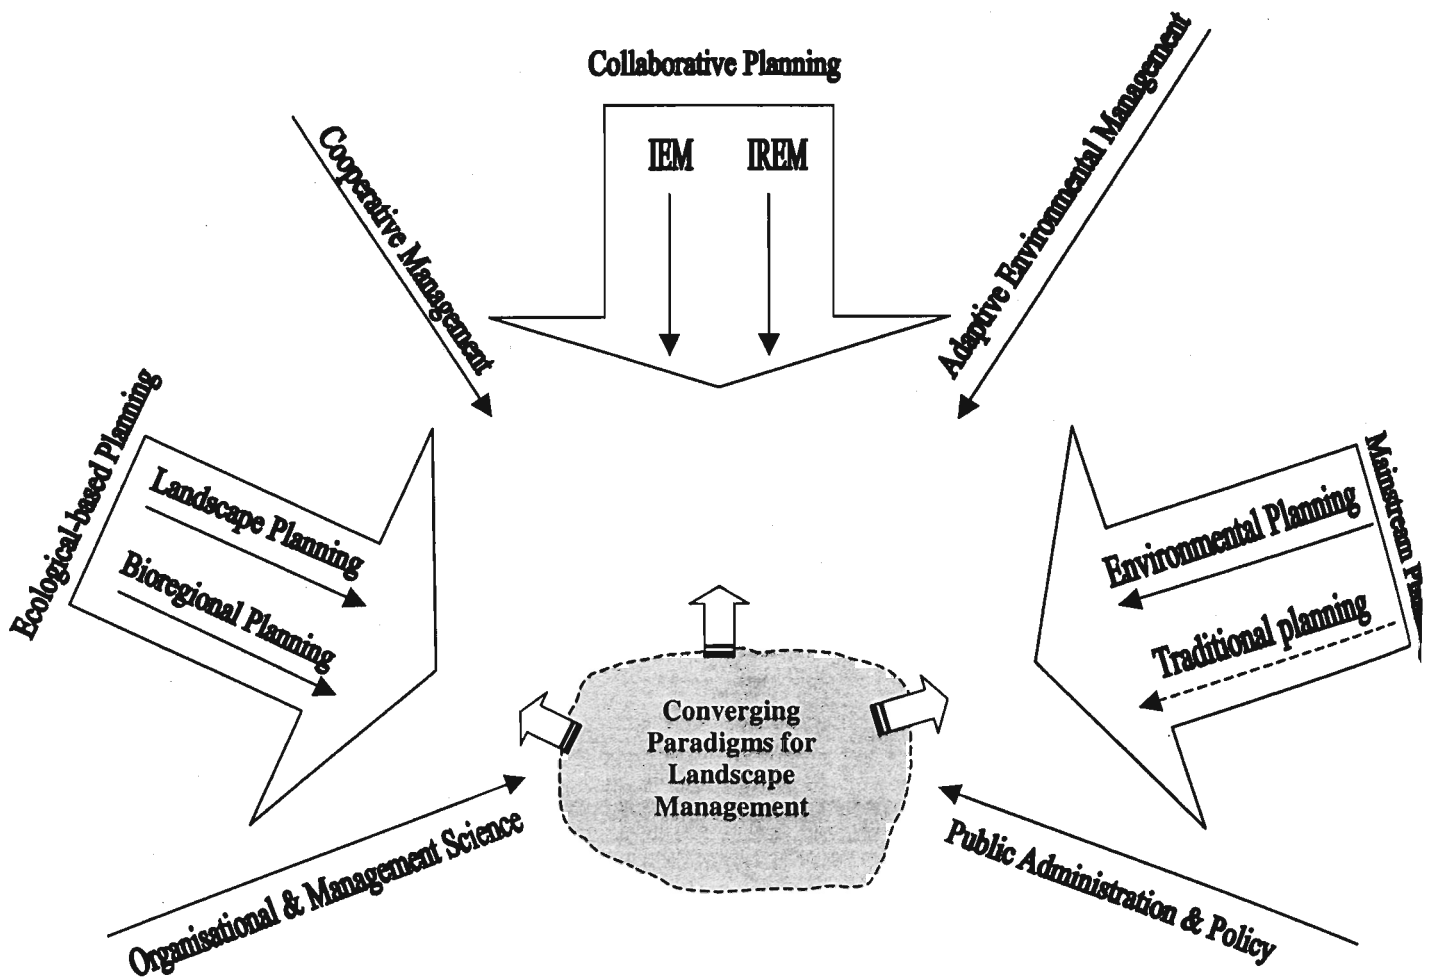 Collaborative Planning
IEM
IREM
Cooperative Management
Adaptive Environmental Management
Ecological-based Planning
Landscape Planning
Bioregional Planning
Mainstream
Environmental Planning
Traditional planning
Converging
Paradigms for
Landscape
Management
Organisational & Management Science
Public Administration & Policy